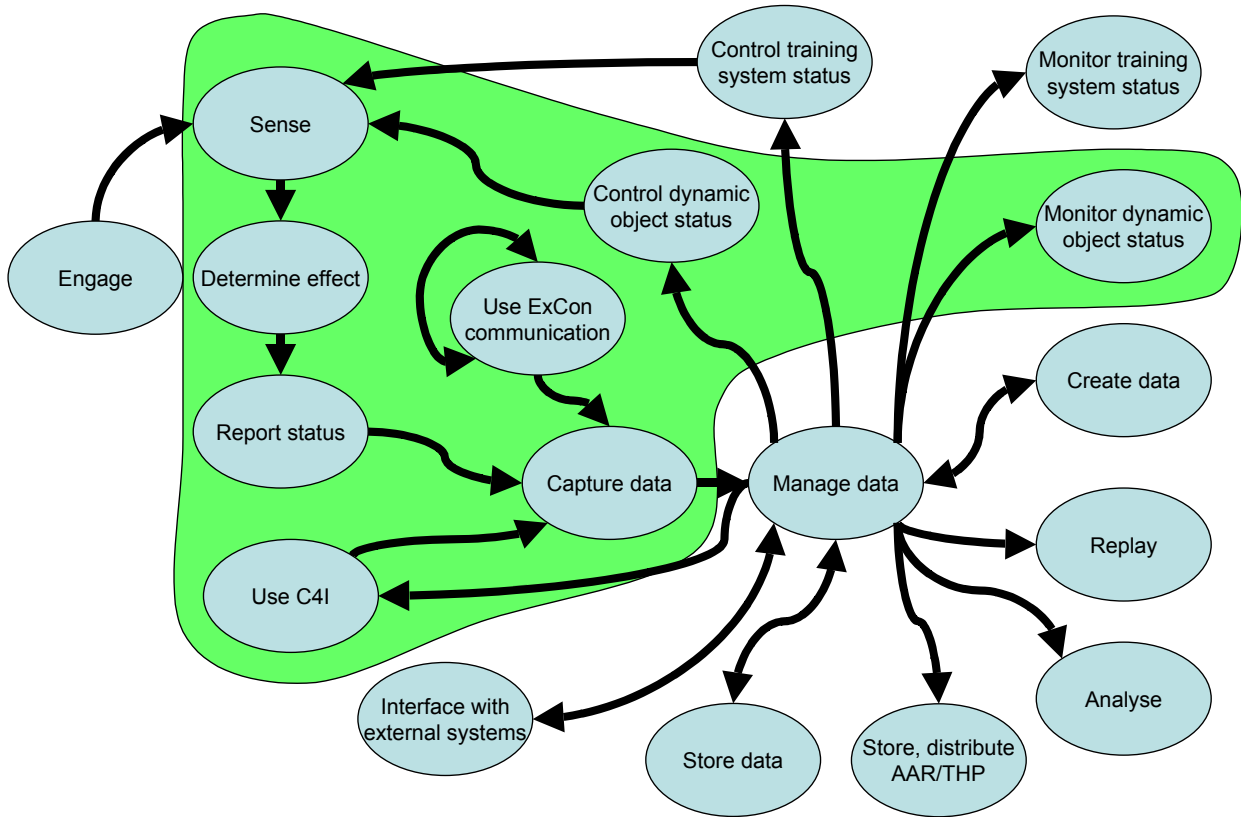 Control training
system status
Monitor training
system status
Sense
Control dynamic
object status
Monitor dynamic
object status
Engage
Determine effect
Use ExCon
communication
Create data
Report status
Capture data
Manage data
Replay
Use C4I
Interface with
external systems
Store data
Store, distribute
AAR/THP
Analyse